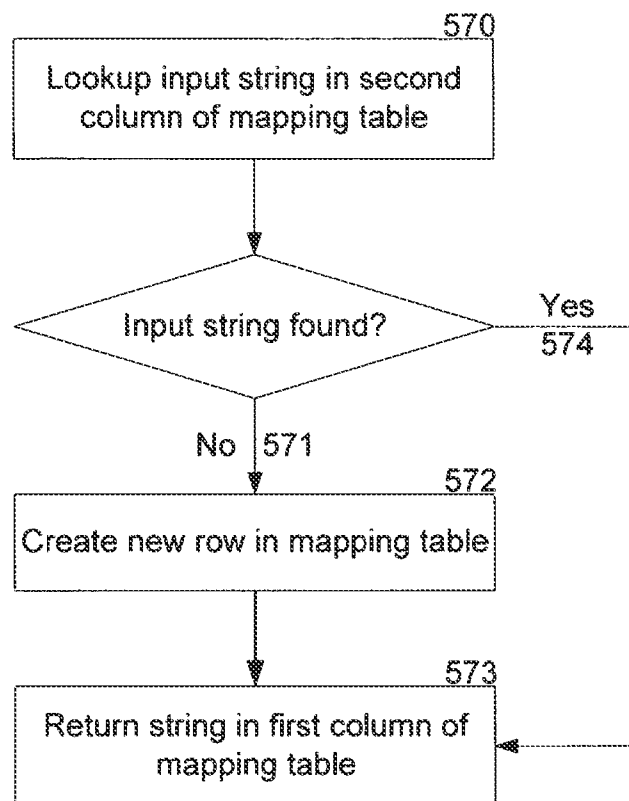 570
Lookup input string in second
column of mapping table
Input string found?
Yes
574
No 571
572
Create new row in mapping table
573
Return string in first column of
mapping table